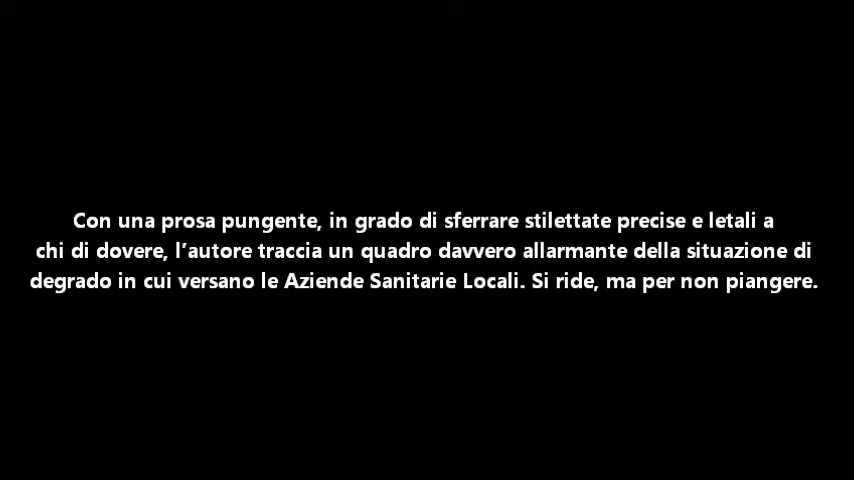 Con una prosa pungente, in grado di sferrare stilettate precise e letali a
chi di dovere, l’autore traccia un quadro davvero allarmante della situazione di
degrado in cui versano le Aziende Sanitarie Locali. Si ride, ma per non piangere.